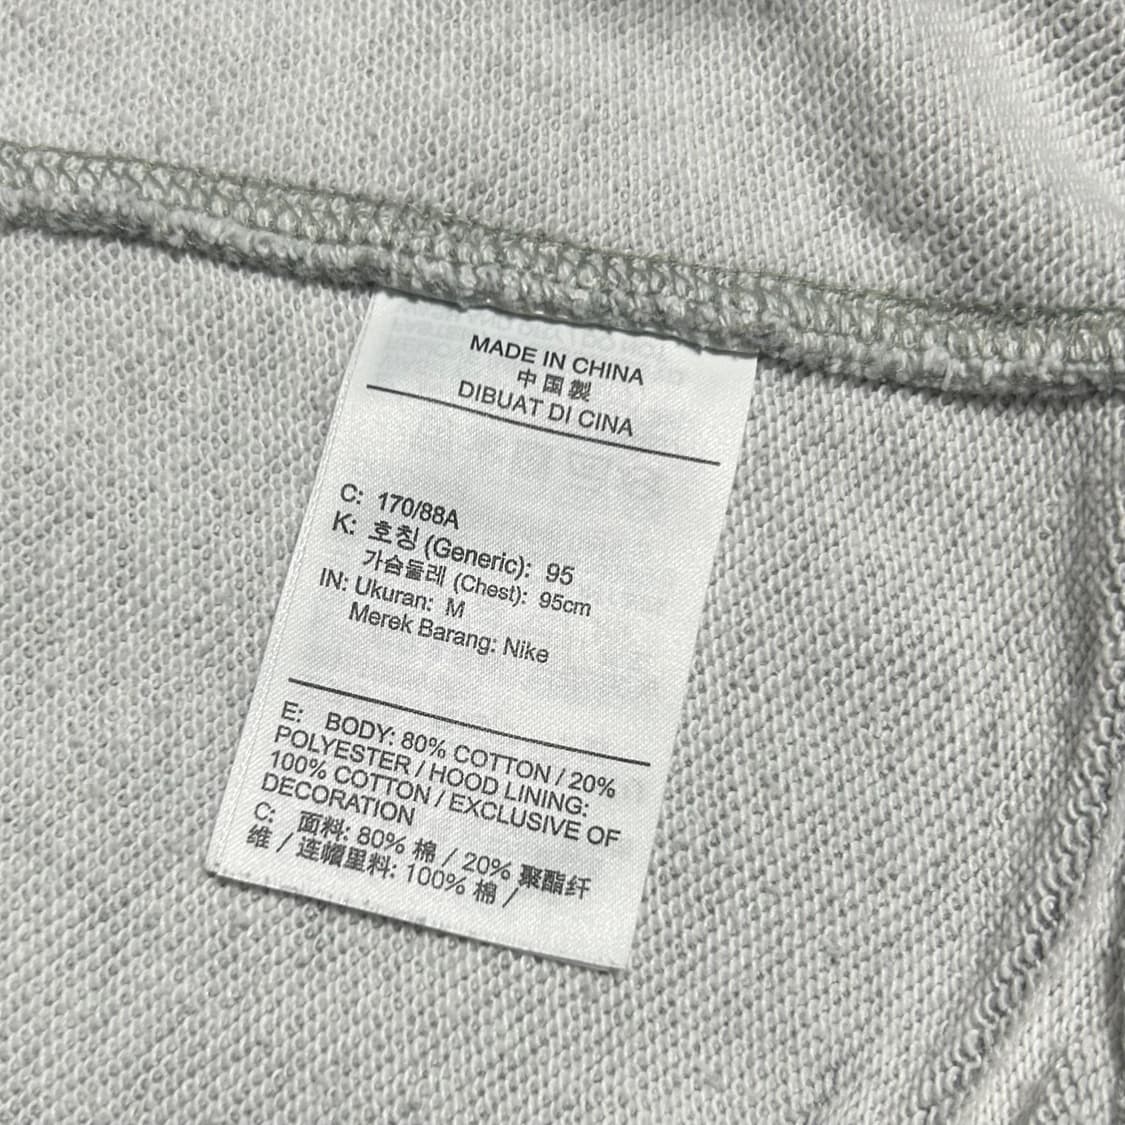 MADE IN CHINA
中国製
DIBUAT DI CINA
C: 170/88A
K: 호칭 (Generic): 95
가슴둘레 (Chest): 95cm
IN: Ukuran: M
Merek Barang: Nike
E: BODY: 80% COTTON / 20%
POLYESTER / HOOD LINING:
100% COTTON / EXCLUSIVE OF
DECORATION
C: 面料: 80% 棉 / 20% 聚酯纤
维 / 连帽里料: 100% 棉 /